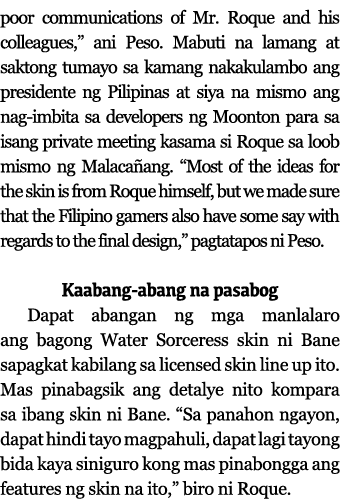 poor communications of Mr. Roque and his
colleagues,” ani Peso. Mabuti na lamang at
saktong tumayo sa kamang nakakulambo ang
presidente ng Pilipinas at siya na mismo ang
nag-imbita sa developers ng Moonton para sa
isang private meeting kasama si Roque sa loob
mismo ng Malacañang. “Most of the ideas for
the skin is from Roque himself, but we made sure
that the Filipino gamers also have some say with
regards to the final design,” pagtatapos ni Peso.
Kaabang-abang na pasabog
Dapat abangan ng mga manlalaro
ang bagong Water Sorceress skin ni Bane
sapagkat kabilang sa licensed skin line up ito.
Mas pinabagsik ang detalye nito kompara
sa ibang skin ni Bane. “Sa panahon ngayon,
dapat hindi tayo magpahuli, dapat lagi tayong
bida kaya siniguro kong mas pinabongga ang
features ng skin na ito,” biro ni Roque.